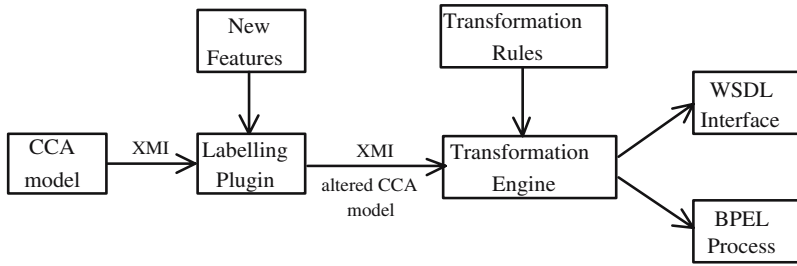 New
Features
Transformation
Rules
WSDL
Interface
CCA
model
XMI
Labelling
Plugin
XMI
altered CCA
model
Transformation
Engine
BPEL
Process